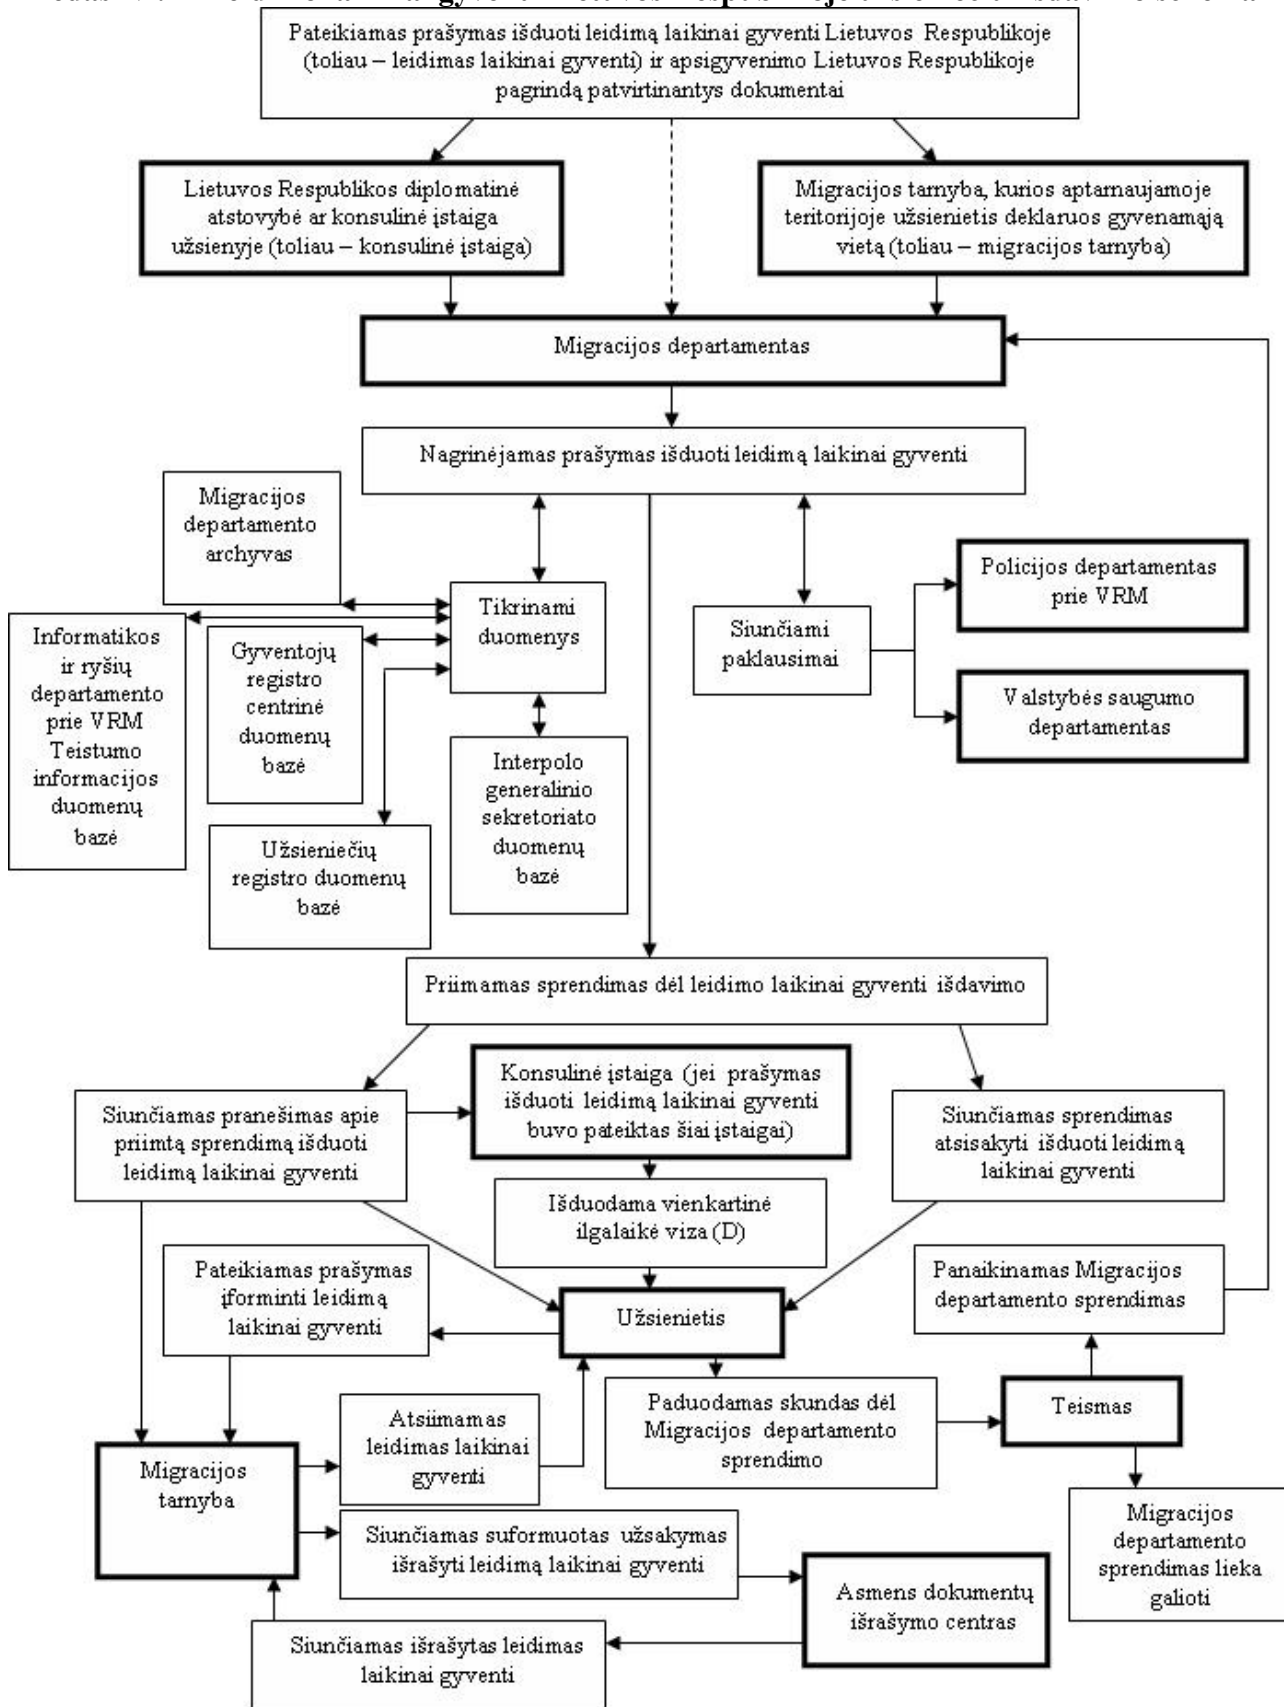 Pateikiamas prašymas išduoti leidimą laikinai gyventi Lietuvos Respublikoje
(toliau – leidimas laikinai gyventi) ir apsigyvenimo Lietuvos Respublikoje
pagrindą patvirtinantys dokumentai
Lietuvos Respublikos diplomatinė
atstovybė ar konsulinė įstaiga
užsienyje (toliau – konsulinė įstaiga)
Migracijos tarnyba, kurios aptarnaujamoje
teritorijoje užsienietis deklaruos gyvenamąją
vietą (toliau – migracijos tarnyba)
Migracijos departamentas
Nagrinėjamas prašymas išduoti leidimą laikinai gyventi
Migracijos
departamento
archyvas
Tikrinami
duomenys
Siunčiami
paklausimai
Policijos departamentas
prie VRM
Valstybės saugumo
departamentas
Informatikos
ir ryšių
departamento
prie VRM
Teistumo
informacijos
duomenų
bazė
Gyventojų
registro
centrinė
duomenų
bazė
Interpolo
generalinio
sekretoriato
duomenų
bazė
Užsieniečių
registro duomenų
bazė
Priimamas sprendimas dėl leidimo laikinai gyventi išdavimo
Siunčiamas pranešimas apie
priimtą sprendimą išduoti
leidimą laikinai gyventi
Konsulinė įstaiga (jei prašymas
išduoti leidimą laikinai gyventi
buvo pateiktas šiai įstaigai)
Siunčiamas sprendimas
atsisakyti išduoti leidimą
laikinai gyventi
Išduodama vienkartinė
ilgalaikė viza (D)
Pateikiamas prašymas
įforminti leidimą
laikinai gyventi
Užsienietis
Panaikinamas Migracijos
departamento sprendimas
Paduodamas skundas dėl
Migracijos departamento
sprendimo
Teismas
Atsiimamas
leidimas laikinai
gyventi
Migracijos
tarnyba
Siunčiamas suformuotas užsakymas
išrašyti leidimą laikinai gyventi
Migracijos
departamento
sprendimas lieka
galioti
Asmens dokumentų
išrašymo centras
Siunčiamas išrašytas leidimas
laikinai gyventi